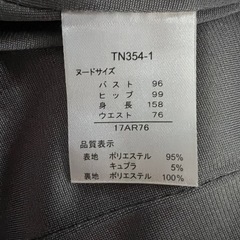 TN354-1
ヌードサイズ
バスト 96
ヒップ 99
身長 158
ウエスト 76
17AR76
品質表示
表地 ポリエステル 95%
キュプラ 5%
裏地 ポリエステル 100%